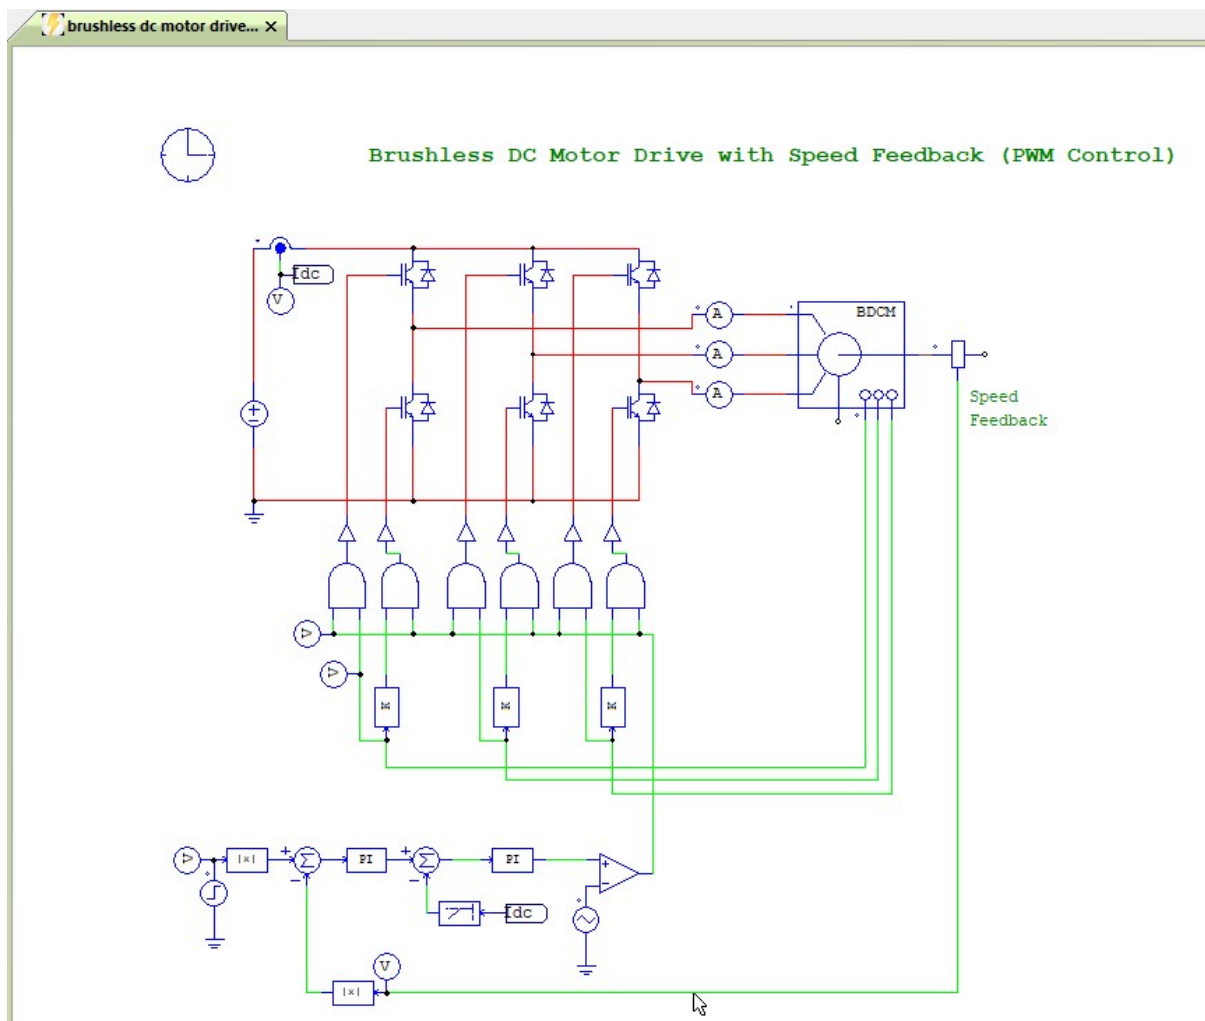 brushless dc motor drive...
Brushless DC Motor Drive with Speed Feedback (PWM Control)
Idc
V
A
BDCM
A
A
Speed
Feedback
V
V
K
K
K
V
|x|
+
Σ
PI
+
Σ
PI
+
−
−
−
Idc
V
|x|